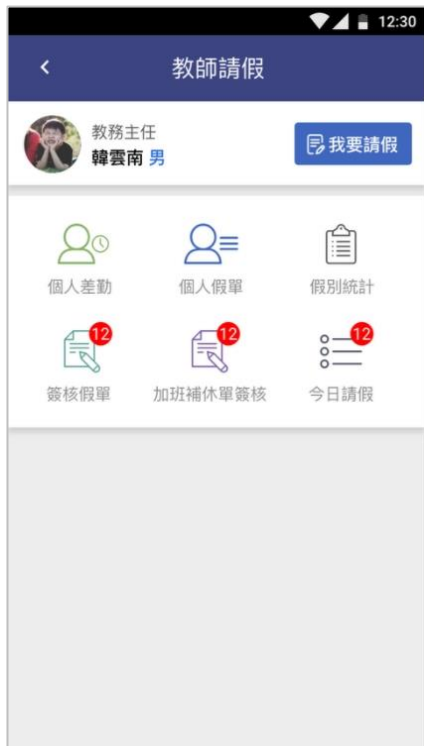 12:30
教師請假
教務主任
韓雲南 男
我要請假
個人差勤
個人假單
假別統計
12
12
12
簽核假單
加班補休單簽核
今日請假